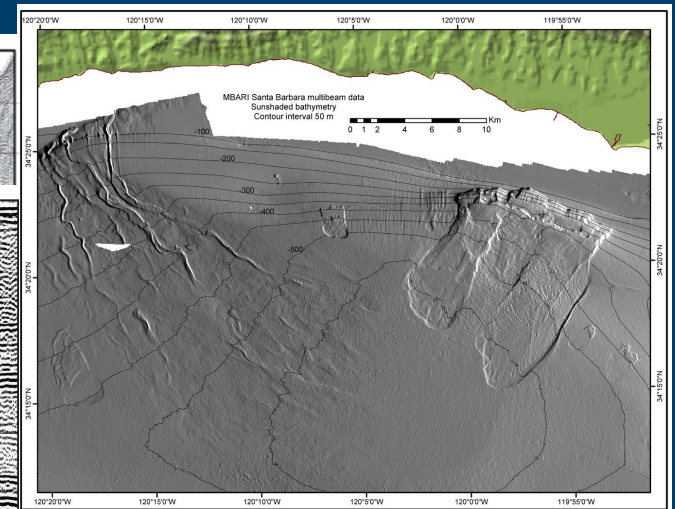 120°20'0"W 120°15'0"W 120°10'0"W 120°5'0"W 120°0'0"W 119°55'0"W
MBARI Santa Barbara multibeam data
Sunshaded bathymetry
Contour interval 50 m
0 1 2 4 6 8 10 Km
-100
-200
-300
-400
-500
34°25'0"N 34°25'0"N
34°20'0"N 34°20'0"N
34°15'0"N 34°15'0"N
120°20'0"W 120°15'0"W 120°10'0"W 120°5'0"W 120°0'0"W 119°55'0"W